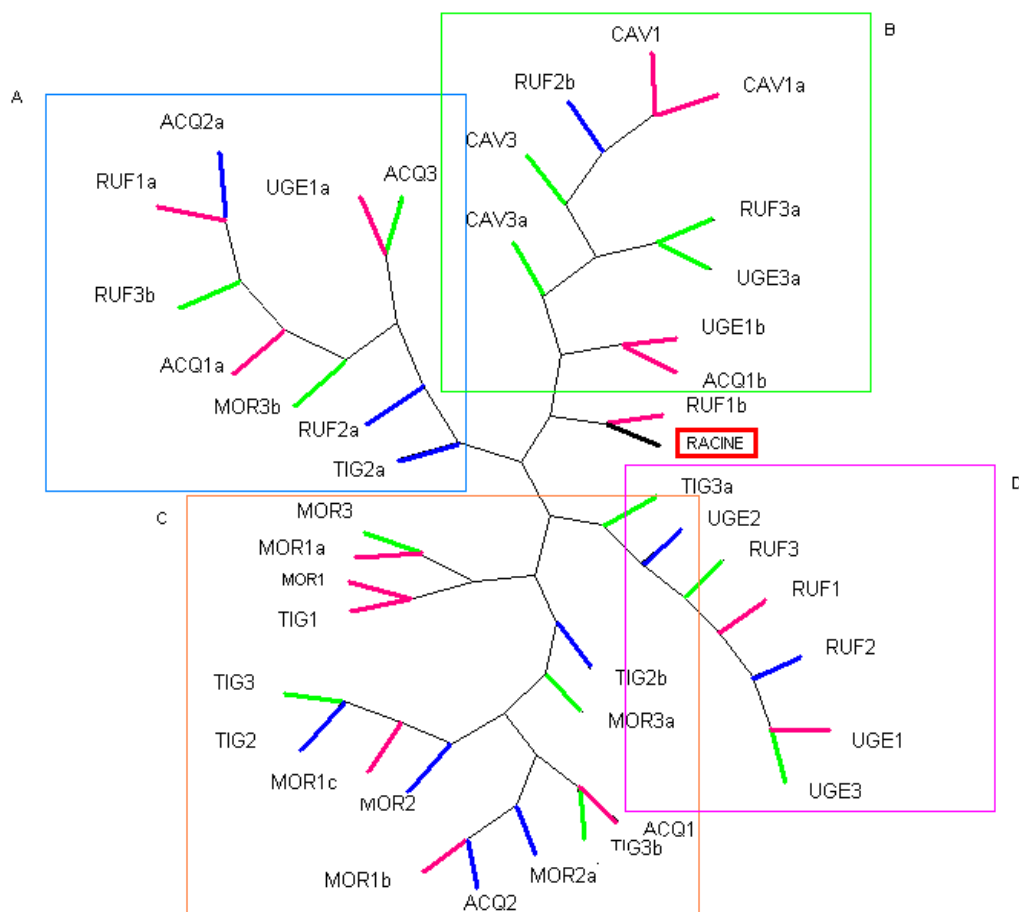 CAV1
B
CAV1a
RUF2b
A
ACQ2a
CAV3
RUF1a
UGE1a
ACQ3
RUF3a
CAV3a
UGE3a
RUF3b
UGE1b
ACQ1a
ACQ1b
MOR3b
RUF1b
RUF2a
RACINE
TIG2a
TIG3a
D
MOR3
C
UGE2
MOR1a
RUF3
MOR1
RUF1
TIG1
RUF2
TIG2b
TIG3
MOR3a
TIG2
UGE1
MOR1c
UGE3
MOR2
ACQ1
TIG3b
MOR2a
MOR1b
ACQ2